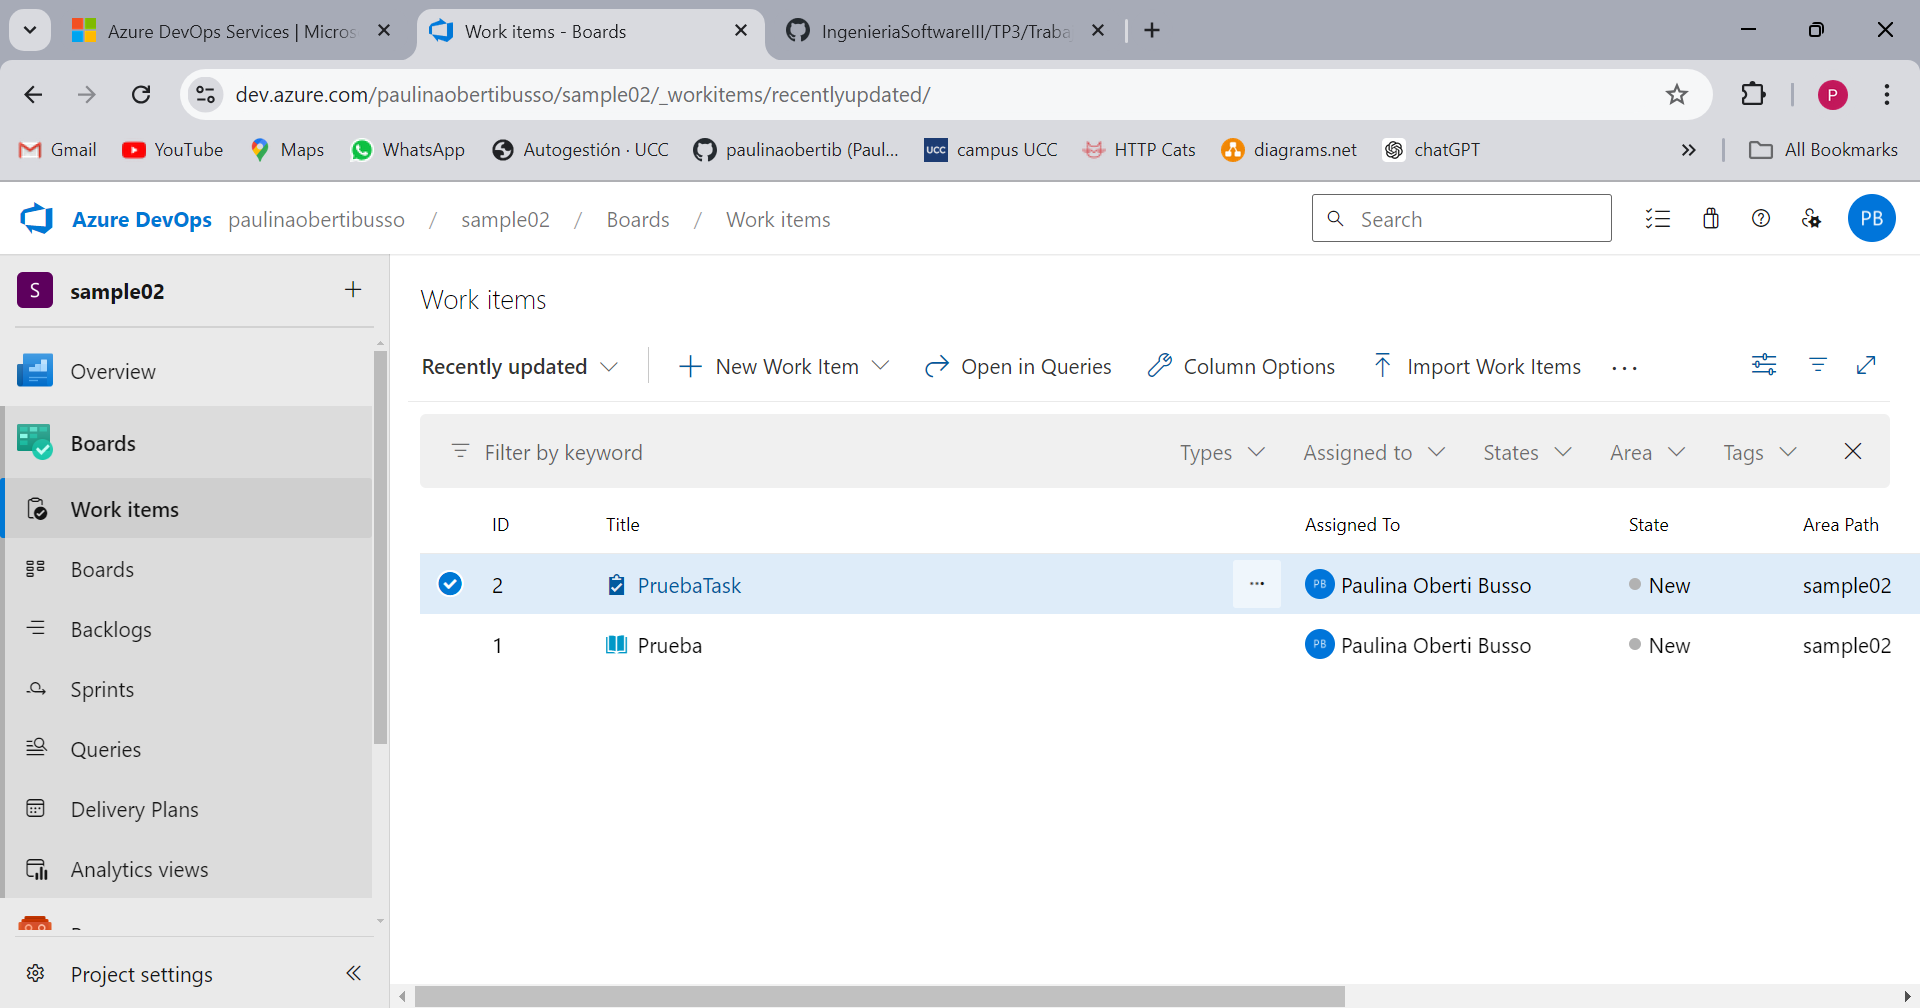 Azure DevOps Services | Micros
Work items - Boards
IngenieriaSoftwareIII/TP3/Traba
dev.azure.com/paulinaobertibusso/sample02/_workitems/recentlyupdated/
P
Gmail
YouTube
Maps
WhatsApp
Autogestión · UCC
paulinaobertib (Paul...
UCC
campus UCC
HTTP Cats
diagrams.net
chatGPT
All Bookmarks
Azure DevOps
paulinaobertibusso / sample02 / Boards / Work items
Search
PB
S
sample02
Overview
Boards
Work items
Boards
Backlogs
Sprints
Queries
Delivery Plans
Analytics views
Project settings
Work items
Recently updated
New Work Item
Open in Queries
Column Options
Import Work Items
Filter by keyword
Types
Assigned to
States
Area
Tags
ID Title Assigned To State Area Path
2 PruebaTask PB Paulina Oberti Busso New sample02
1 Prueba PB Paulina Oberti Busso New sample02